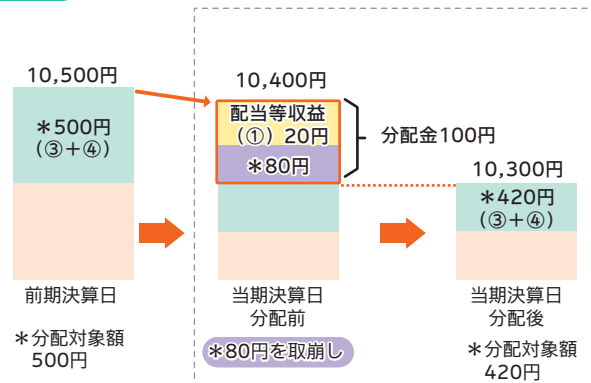 10,500円
＊500円
（③＋④）
前期決算日
＊分配対象額
500円
10,400円
配当等収益
（①）20円
＊80円
分配金100円
当期決算日
分配前
＊80円を取崩し
10,300円
＊420円
（③＋④）
当期決算日
分配後
＊分配対象額
420円